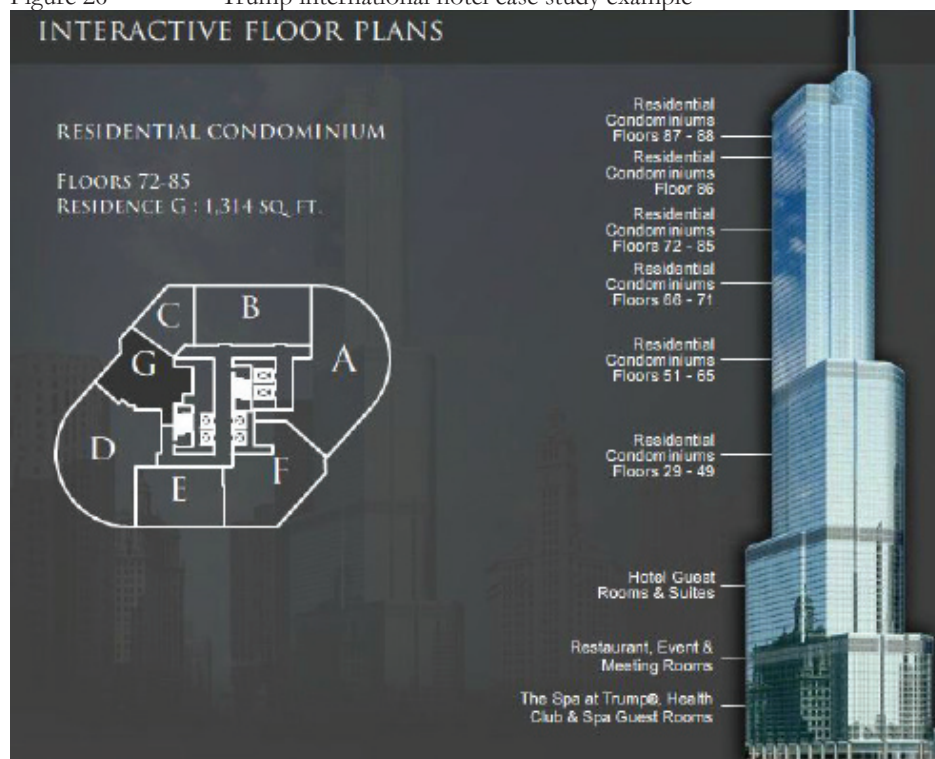 Figure 20 Trump international hotel case study example
INTERACTIVE FLOOR PLANS
RESIDENTIAL CONDOMINIUM
FLOORS 72-85
RESIDENCE G : 1,314 SQ. FT.
C
B
A
G
D
E
F
Residential
Condominiums
Floors 87 - 88
Residential
Condominiums
Floor 86
Residential
Condominiums
Floors 72 - 85
Residential
Condominiums
Floors 66 - 71
Residential
Condominiums
Floors 51 - 65
Residential
Condominiums
Floors 29 - 49
Hotel Guest
Rooms & Suites
Restaurant, Event &
Meeting Rooms
The Spa at Trump®, Health
Club & Spa Guest Rooms